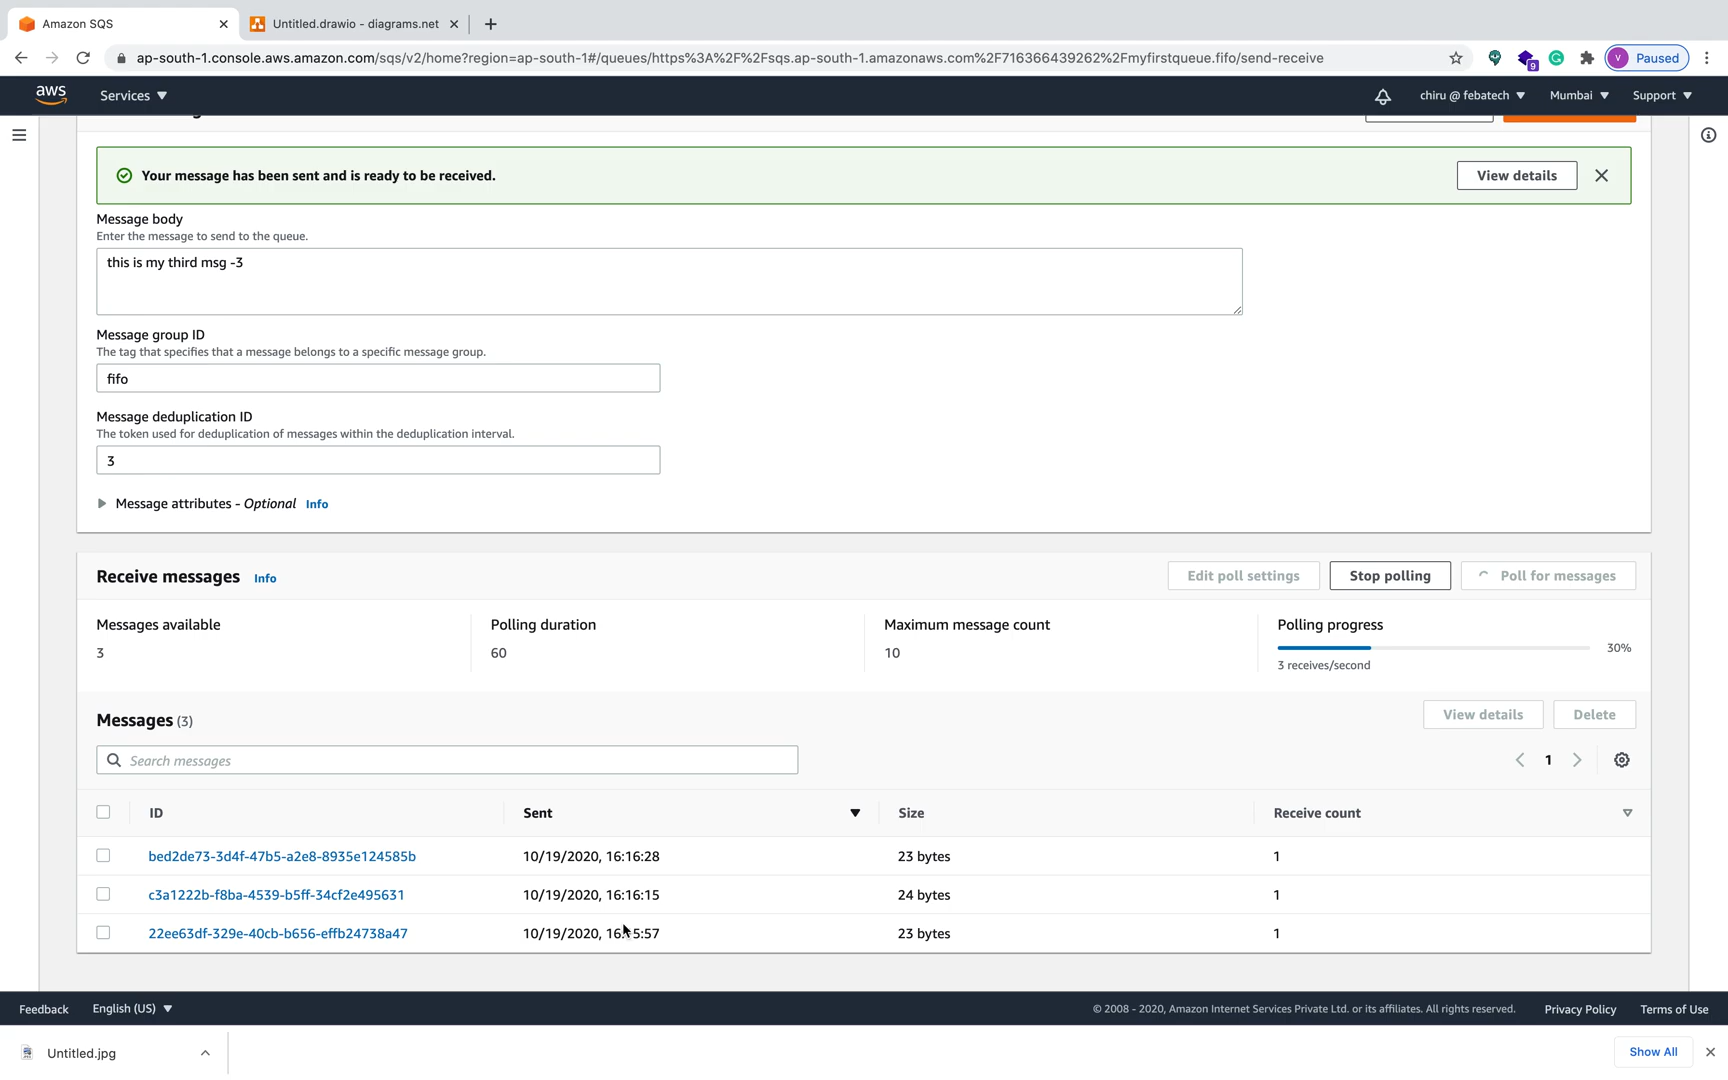 Amazon SQS
Untitled.drawio - diagrams.net
ap-south-1.console.aws.amazon.com/sqs/v2/home?region=ap-south-1#/queues/https%3A%2F%2Fsqs.ap-south-1.amazonaws.com%2F716366439262%2Fmyfirstqueue.fifo/send-receive
9
V Paused
aws Services
chiru @ febatech Mumbai Support
Your message has been sent and is ready to be received.
View details
Message body
Enter the message to send to the queue.
this is my third msg -3
Message group ID
The tag that specifies that a message belongs to a specific message group.
fifo
Message deduplication ID
The token used for deduplication of messages within the deduplication interval.
3
Message attributes - Optional Info
Receive messages Info
Edit poll settings Stop polling Poll for messages
Messages available Polling duration Maximum message count Polling progress
3 60 10 30%
3 receives/second
Messages (3)
View details Delete
Search messages
1
ID Sent Size Receive count
bed2de73-3d4f-47b5-a2e8-8935e124585b 10/19/2020, 16:16:28 23 bytes 1
c3a1222b-f8ba-4539-b5ff-34cf2e495631 10/19/2020, 16:16:15 24 bytes 1
22ee63df-329e-40cb-b656-effb24738a47 10/19/2020, 16:15:57 23 bytes 1
Feedback English (US)
© 2008 - 2020, Amazon Internet Services Private Ltd. or its affiliates. All rights reserved. Privacy Policy Terms of Use
Untitled.jpg
Show All